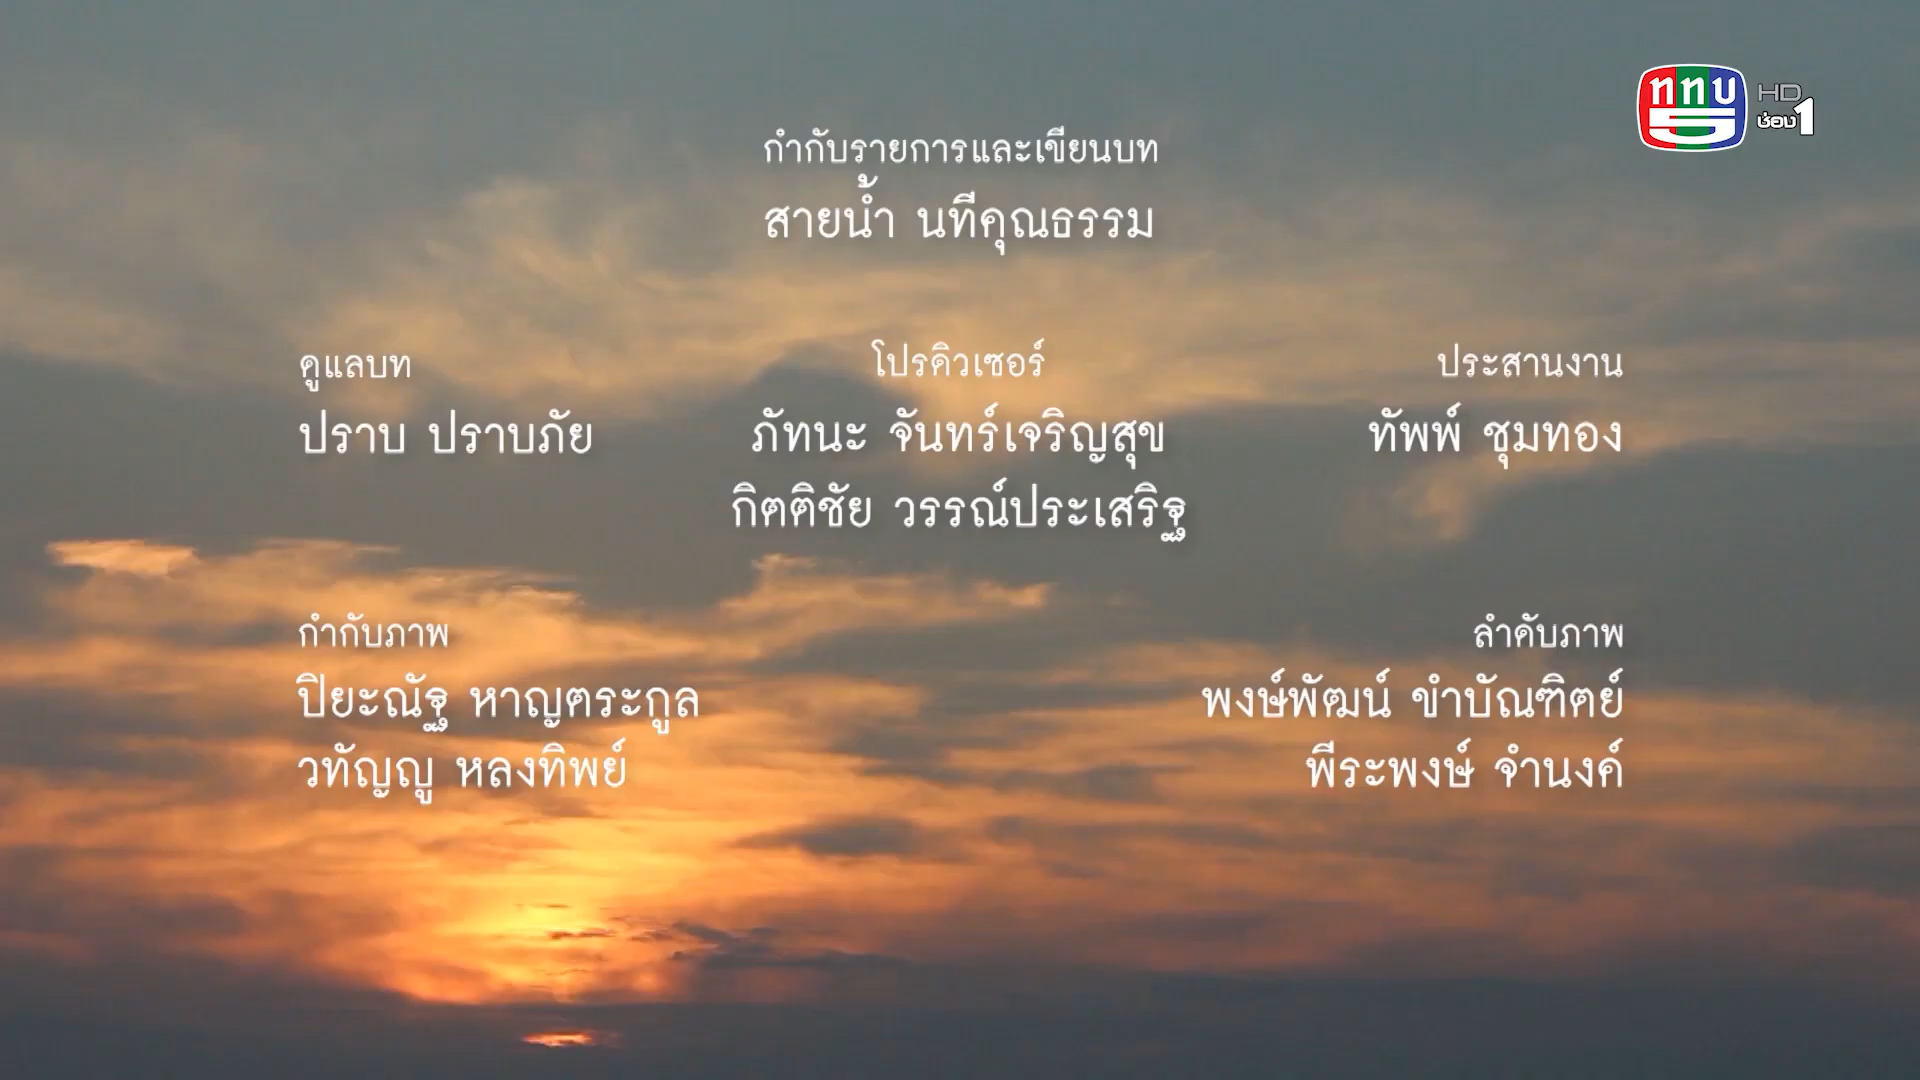 ททบ
5
HD
ช่อง1
กำกับรายการและเขียนบท
สายน้ำ นทีคุณธรรม
ดูแลบท
ปราบ ปราบภัย
โปรดิวเซอร์
ภัทนะ จันทร์เจริญสุข
กิตติชัย วรรณ์ประเสริฐ
ประสานงาน
ทัพพ์ ชุมทอง
กำกับภาพ
ปิยะณัฐ หาญตระกูล
วทัญญู หลงทิพย์
ลำดับภาพ
พงษ์พัฒน์ ขำบัณฑิตย์
พีระพงษ์ จำนงค์